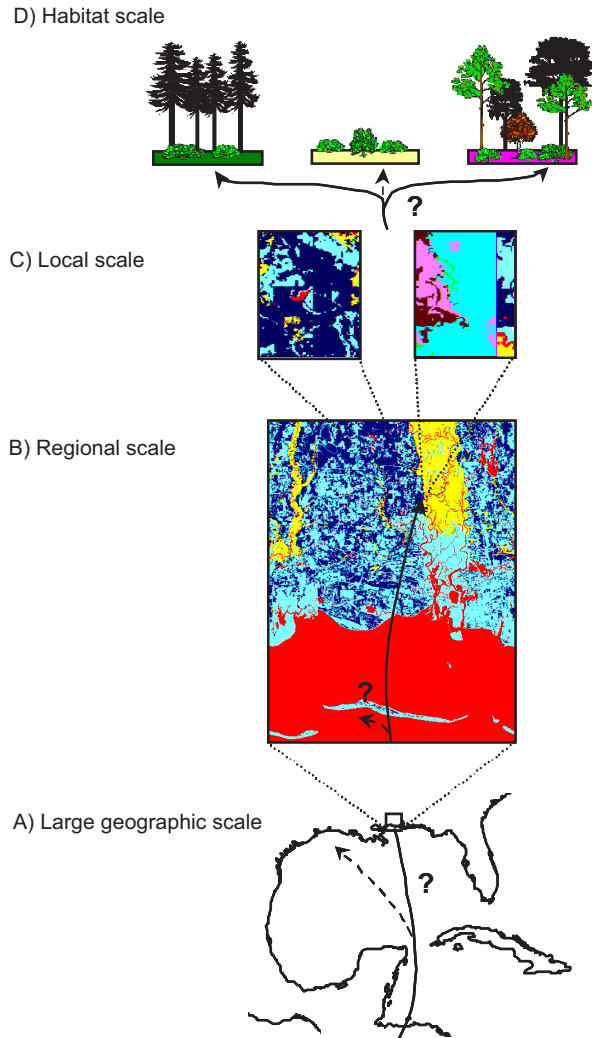 D) Habitat scale
?
C) Local scale
B) Regional scale
?
A) Large geographic scale
?